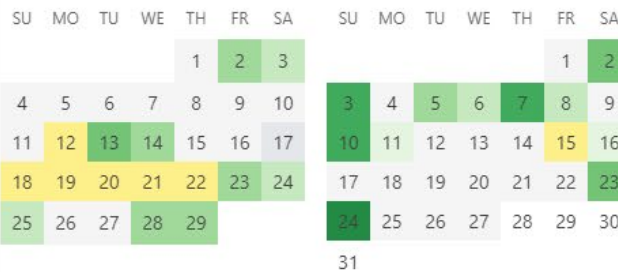 SU MO TU WE TH FR SA
1 2 3
4 5 6 7 8 9 10
11 12 13 14 15 16 17
18 19 20 21 22 23 24
25 26 27 28 29
SU MO TU WE TH FR SA
1 2
3 4 5 6 7 8 9
10 11 12 13 14 15 16
17 18 19 20 21 22 23
24 25 26 27 28 29 30
31